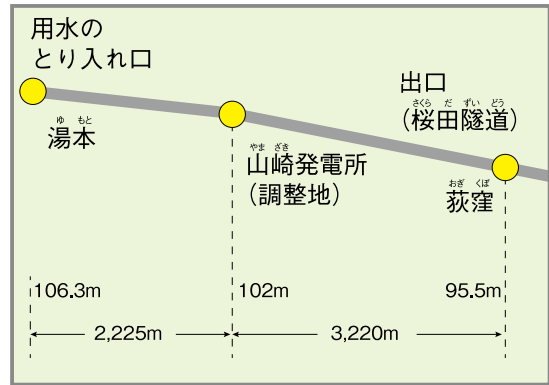 用水の
とり入れ口
湯本
ゆ もと
山崎発電所
やま ざき
（調整地）
出口
（桜田隧道）
さくら だ ずい どう
荻窪
おぎ くぼ
106.3m
102m
95.5m
2,225m
3,220m